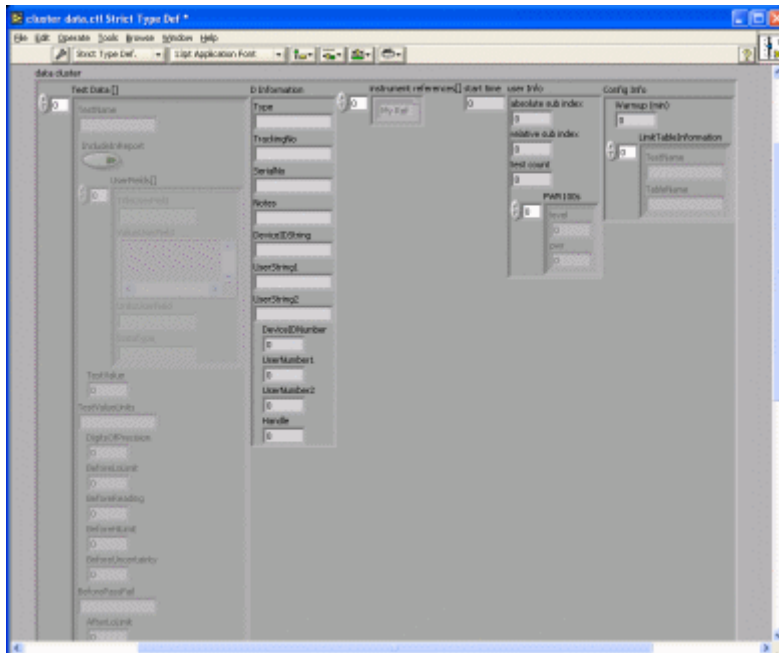 cluster data.ctl Strict Type Def *
File Edit Operate Tools Browse Window Help
Strict Type Def. 13pt Application Font
data cluster
Test Data []
0
TestName
IncludeInReport
UserFields[]
0
TestValue
0
TestValueUnits
DigitsOfPrecision
0
BeforeLoLimit
0
BeforeReading
0
BeforeHiLimit
0
BeforeUncertainty
0
BeforePassFail
AfterLoLimit
0
D Information
Type
TrackingNo
SerialNo
Notes
DeviceIDString
UserString1
UserString2
DeviceIDNumber
0
UserNumber1
0
UserNumber2
0
Handle
0
instrument references[]
0
My Ref
start time
0
user Info
absolute sub index
0
relative sub index
0
test count
0
PWR 100s
0
level
0
pwr
0
Config Info
Warmup (min)
0
LimitTableInformation
0
TestName
TableName